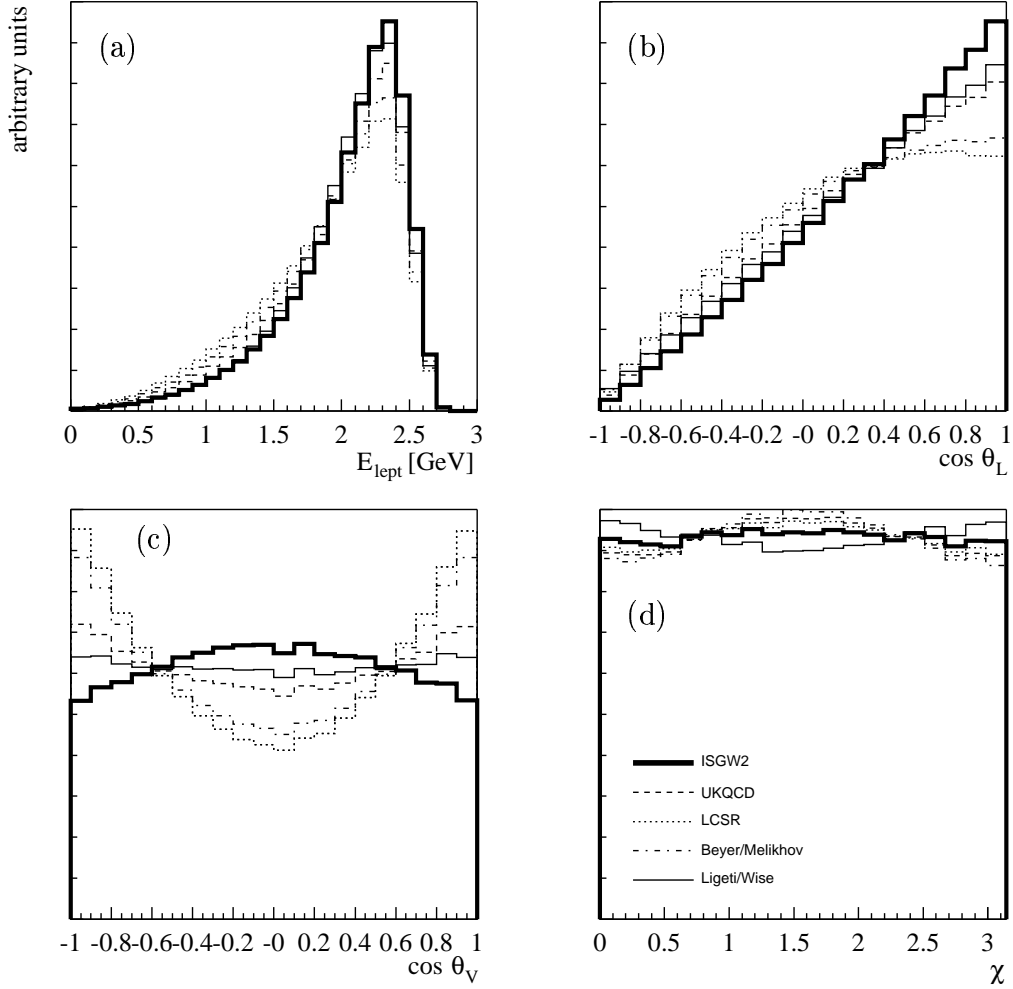 arbitrary units
(a)
0 0.5 1 1.5 2 2.5 3
E_lept [GeV]
(b)
-1 -0.8 -0.6 -0.4 -0.2 -0 0.2 0.4 0.6 0.8 1
cos θ_L
(c)
-1 -0.8 -0.6 -0.4 -0.2 -0 0.2 0.4 0.6 0.8 1
cos θ_V
(d)
ISGW2
UKQCD
LCSR
Beyer/Melikhov
Ligeti/Wise
0 0.5 1 1.5 2 2.5 3
χ